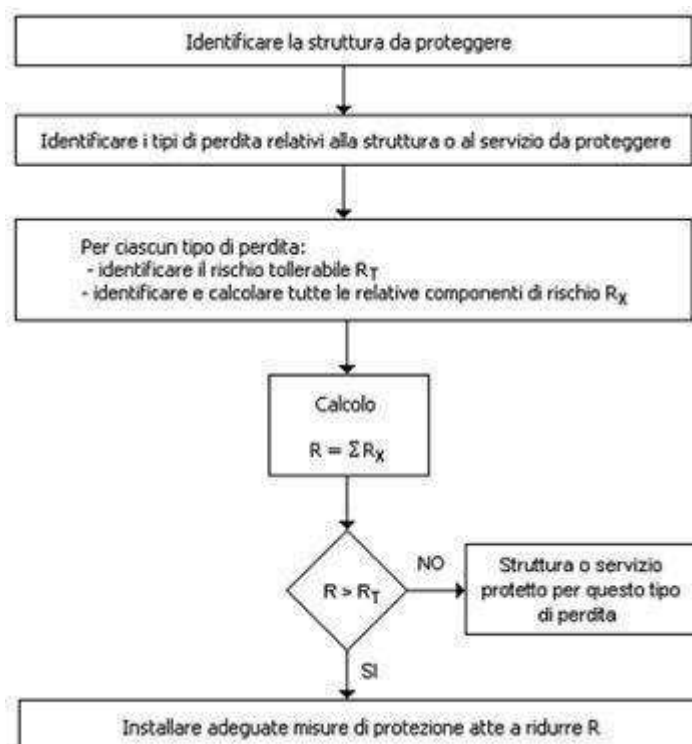 Identificare la struttura da proteggere
Identificare i tipi di perdita relativi alla struttura o al servizio da proteggere
Per ciascun tipo di perdita:
- identificare il rischio tollerabile RT
- identificare e calcolare tutte le relative componenti di rischio RX
Calcolo
R = ΣRX
R > RT
NO
Struttura o servizio
protetto per questo tipo
di perdita
SI
Installare adeguate misure di protezione atte a ridurre R